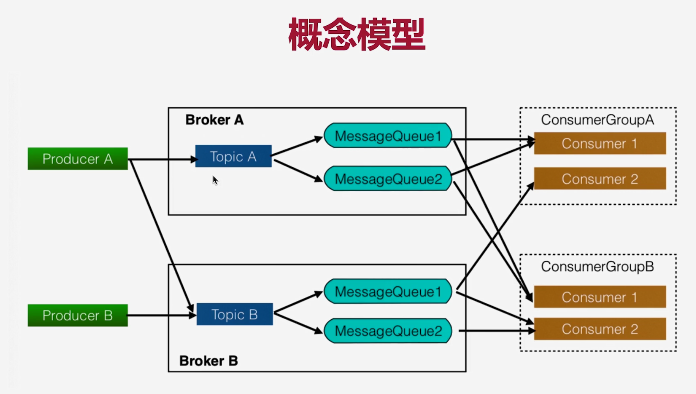 概念模型
Broker A
ConsumerGroupA
MessageQueue1
Consumer 1
Producer A
Topic A
MessageQueue2
Consumer 2
ConsumerGroupB
MessageQueue1
Consumer 1
Producer B
Topic B
MessageQueue2
Consumer 2
Broker B